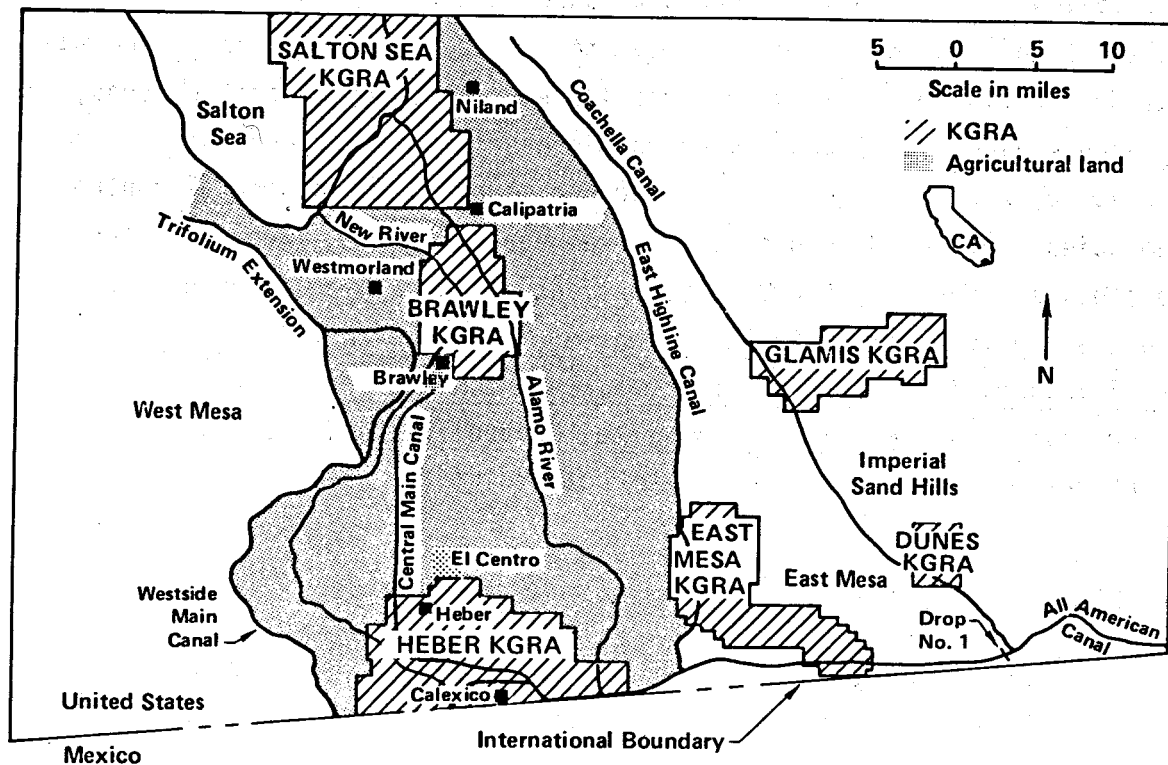 SALTON SEA
KGRA
Niland
Salton
Sea
Coachella Canal
5 0 5 10
Scale in miles
KGRA
Agricultural land
CA
N
Calipatria
New River
Trifolium Extension
Westmorland
BRAWLEY
KGRA
Brawley
East Highline Canal
GLAMIS KGRA
West Mesa
Central Main Canal
Alamo River
Imperial
Sand Hills
El Centro
EAST
MESA
KGRA
East Mesa
DUNES
KGRA
Westside
Main
Canal
Heber
HEBER KGRA
Drop
No. 1
All American
Canal
Calexico
United States
Mexico
International Boundary